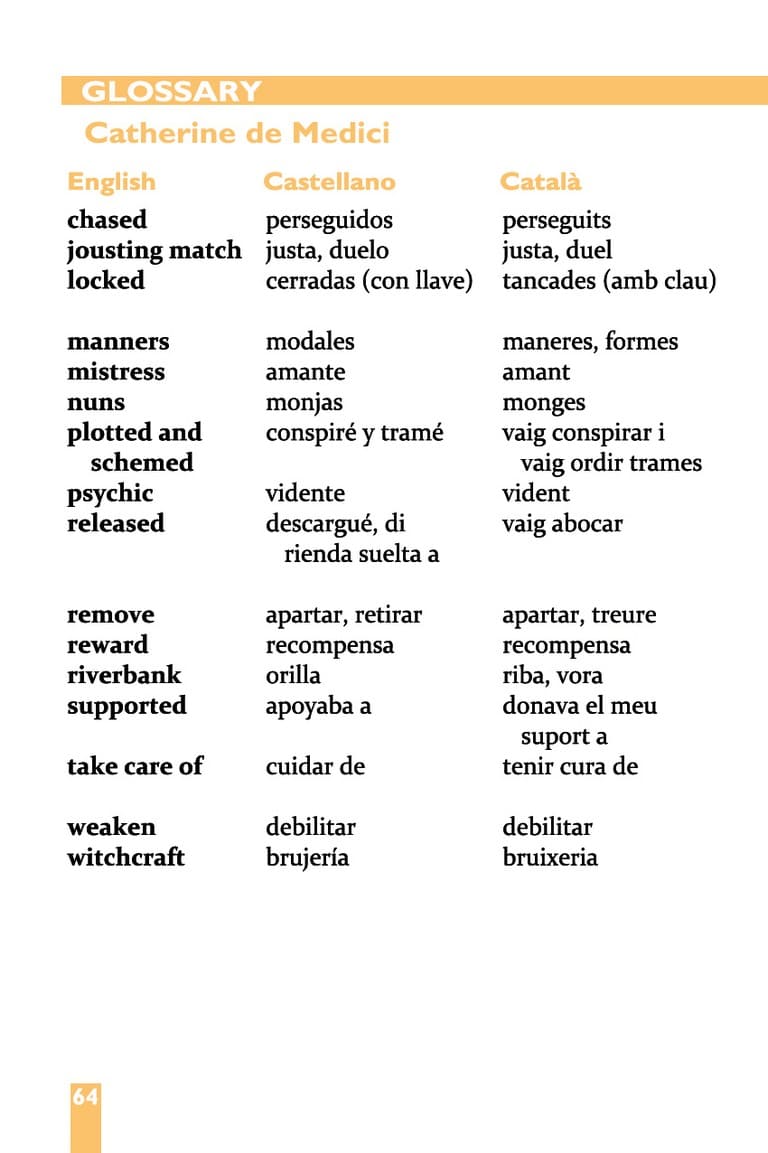 GLOSSARY
Catherine de Medici
English Castellano Català
chased perseguidos perseguits
jousting match justa, duelo justa, duel
locked cerradas (con llave) tancades (amb clau)
manners modales maneres, formes
mistress amante amant
nuns monjas monges
plotted and conspiré y tramé vaig conspirar i
schemed vaig ordir trames
psychic vidente vident
released descargué, di vaig abocar
rienda suelta a
remove apartar, retirar apartar, treure
reward recompensa recompensa
riverbank orilla riba, vora
supported apoyaba a donava el meu
suport a
take care of cuidar de tenir cura de
weaken debilitar debilitar
witchcraft brujería bruixeria
64